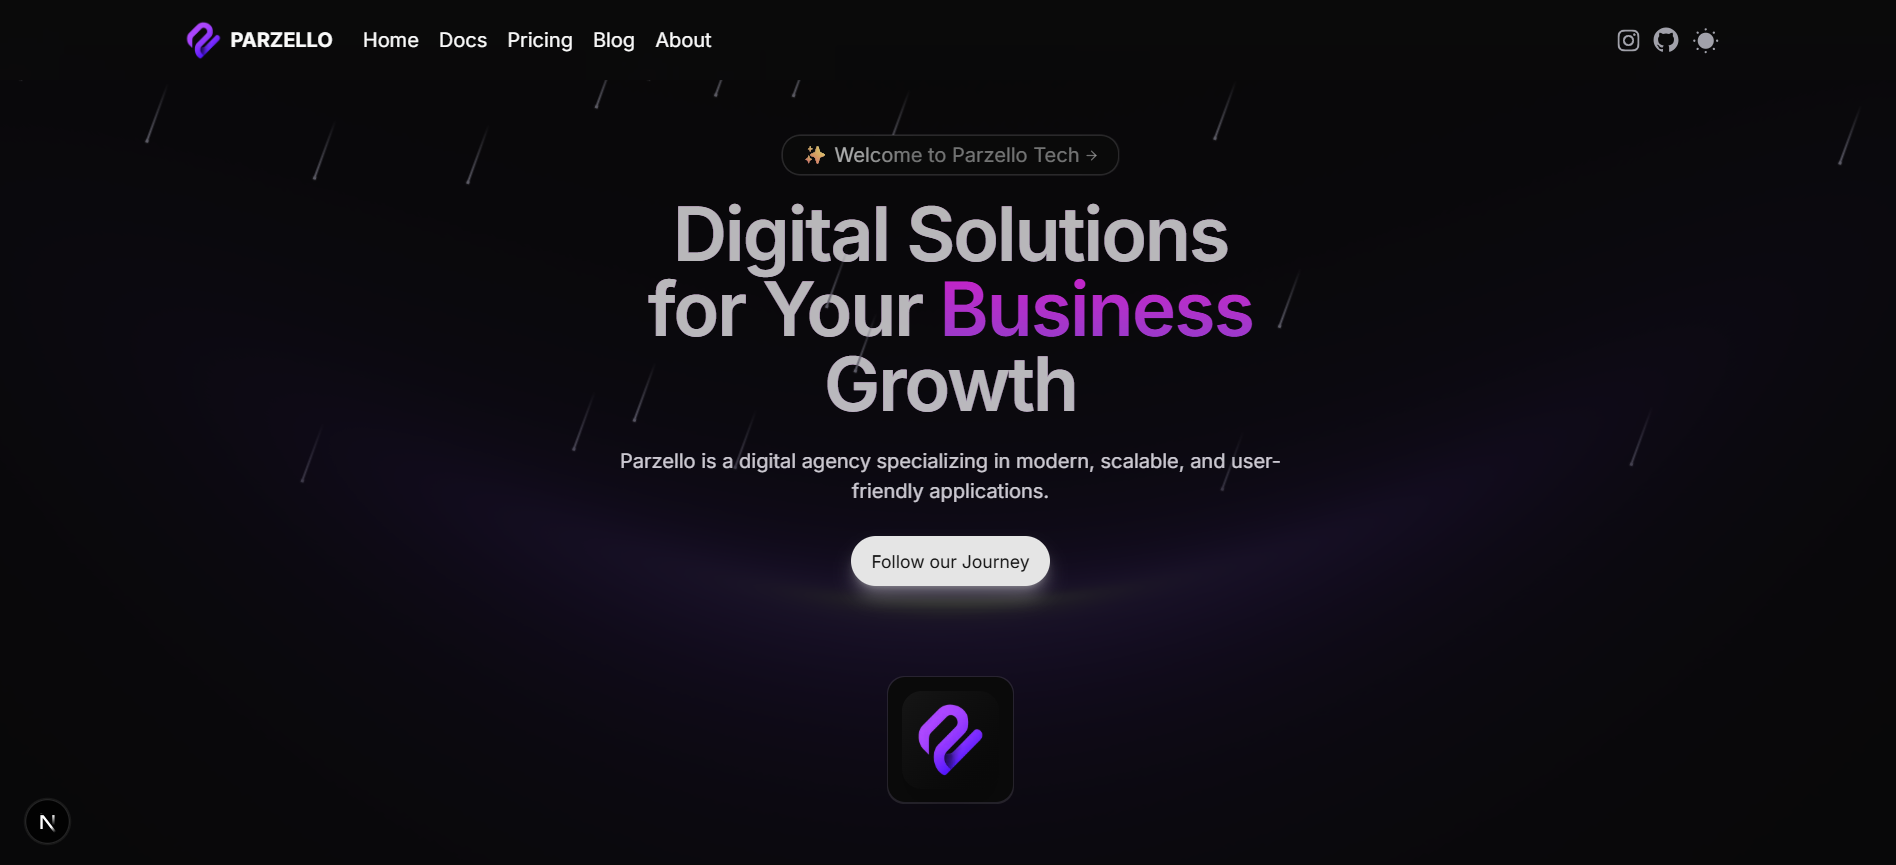 PARZELLO Home Docs Pricing Blog About
✨ Welcome to Parzello Tech →
Digital Solutions
for Your Business
Growth
Parzello is a digital agency specializing in modern, scalable, and user-
friendly applications.
Follow our Journey
N